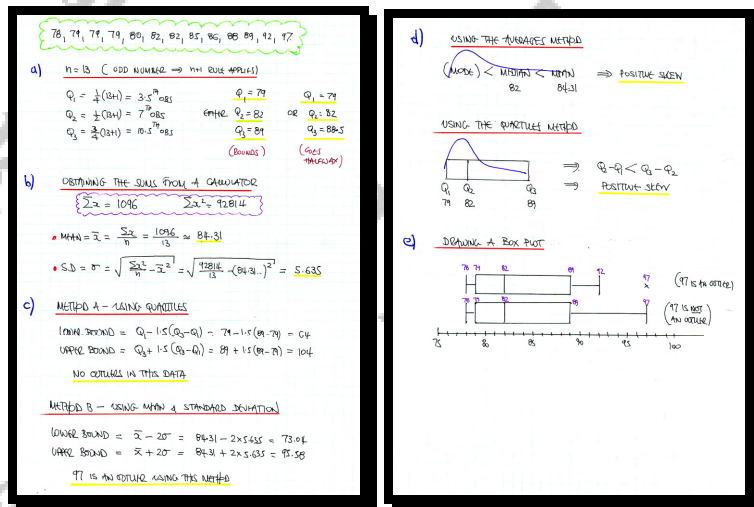 78, 79, 79, 79, 80, 82, 82, 85, 86, 88 89, 92, 97
a) n=13 ( ODD NUMBER ⇒ n+1 RULE APPLIES)
Q₁ = ¼(13+1) = 3.5ᵀᴴ OBS
Q₂ = ½(13+1) = 7ᵀᴴ OBS
Q₃ = ¾(13+1) = 10.5ᵀᴴ OBS
EITHER
Q₁ = 79
Q₂ = 82
Q₃ = 89
(BOUNDS)
OR
Q₁ = 79
Q₂ = 82
Q₃ = 88.5
(GOES HALFWAY)
b) OBTAINING THE SUMS FROM A CALCULATOR
Σx = 1096 Σx² = 92814
• MEAN = x̄ = Σx/n = 1096/13 ≈ 84.31
• S.D = σ = √(Σx²/n - x̄²) = √(92814/13 - (84.31...)²) = 5.635
c) METHOD A - USING QUARTILES
LOWER BOUND = Q₁ - 1.5(Q₃-Q₁) = 79 - 1.5(89-79) = 64
UPPER BOUND = Q₃ + 1.5(Q₃-Q₁) = 89 + 1.5(89-79) = 104
NO OUTLIERS IN THIS DATA
METHOD B - USING MEAN & STANDARD DEVIATION
LOWER BOUND = x̄ - 2σ = 84.31 - 2×5.635 = 73.04
UPPER BOUND = x̄ + 2σ = 84.31 + 2×5.635 = 95.58
97 IS AN OUTLIER USING THIS METHOD
d) USING THE AVERAGES METHOD
(MODE) < MEDIAN < MEAN ⇒ POSITIVE SKEW
82 84.31
USING THE QUARTILES METHOD
⇒ Q₂-Q₁ < Q₃-Q₂
⇒ POSITIVE SKEW
Q₁ Q₂ Q₃
79 82 89
e) DRAWING A BOX PLOT
78 79 82 89 92 97 (97 IS AN OUTLIER)
78 79 82 89 97 (97 IS NOT AN OUTLIER)
75 80 85 90 95 100